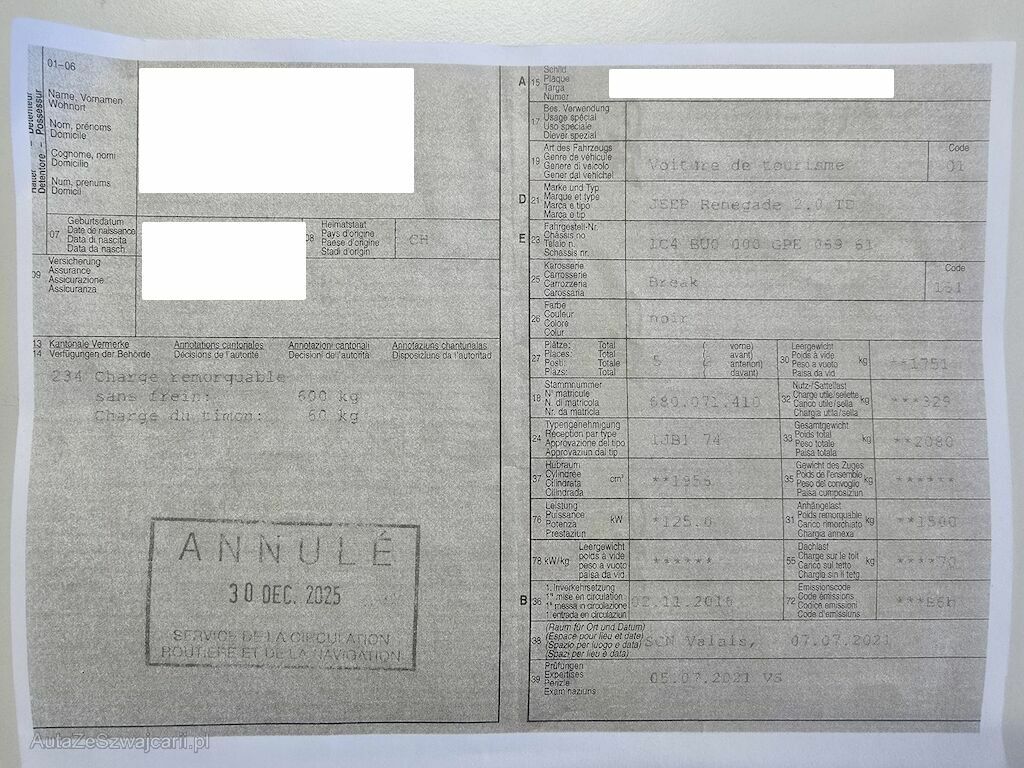 01-06
Halter - Détenteur
Detentore - Possessur
Name, Vornamen
Wohnort
Nom, prénoms
Domicile
Cognome, nomi
Domicilio
Num, prenums
Domicil
07
Geburtsdatum
Date de naissance
Data di nascita
Data da nasch.
08
Heimatstaat
Pays d'origine
Paese d'origine
Stadi d'origin
CH
09
Versicherung
Assurance
Assicurazione
Assicuranza
13 Kantonale Vermerke Annotations cantonales Annotazioni cantonali Annotaziuns chantunalas
14 Verfügungen der Behörde Décisions de l'autorité Decisioni dell'autorità Disposiziuns da l'autoritad
234 Charge remorquable
sans frein: 600 kg
Charge du timon: 60 kg
ANNULÉ
30 DEC. 2025
SERVICE DE LA CIRCULATION
ROUTIÈRE ET DE LA NAVIGATION
A 15
Schild
Plaque
Targa
Numer
17
Bes. Verwendung
Usage spécial
Uso speciale
Diever spezial
19
Art des Fahrzeugs
Genre de véhicule
Genere di veicolo
Gener dal vehichel
Voiture de tourisme
Code
01
D 21
Marke und Typ
Marque et type
Marca e tipo
Marca e tip
JEEP Renegade 2.0 TD
E 23
Fahrgestell-Nr.
Châssis no
Telaio n.
Schassis nr.
1C4 BU0 000 GPE 069 61
25
Karosserie
Carrosserie
Carrozzeria
Carossaria
Break
Code
151
26
Farbe
Couleur
Colore
Colur
noir
27
Plätze: Total (vorne)
Places: Total avant)
Posti: Totale anteriori)
Plazs: Total davant)
5
30
Leergewicht
Poids à vide
Peso a vuoto
Paisa da vid
kg
**1751
18
Stammnummer
N° matricule
N. di matricola
Nr. da matricla
680.071.410
32
Nutz-/Sattellast
Charge utile/sellette
Carico utile/sella
Chargia utila/sella
kg
***329
24
Typengenehmigung
Réception par type
Approvazione del tipo
Approvaziun dal tip
1JB1 74
33
Gesamtgewicht
Poids total
Peso totale
Paisa totala
kg
**2080
37
Hubraum
Cylindrée
Cilindrata
Cilindrada
cm³
**1956
35
Gewicht des Zuges
Poids de l'ensemble
Peso del convoglio
Paisa cumposiziun
kg
******
76
Leistung
Puissance
Potenza
Prestaziun
kW
*125.0
31
Anhängelast
Poids remorquable
Carico rimorchiato
Chargia annexa
kg
**1500
78 kW/kg
Leergewicht
poids à vide
peso a vuoto
paisa da vid
******
55
Dachlast
Charge sur le toit
Carico sul tetto
Chargia sin il tetg
kg
****70
B 36
1. Inverkehrsetzung
1re mise en circulation
1a messa in circolazione
1 entrada en circulaziun
02.11.2016
72
Emissionscode
Code émissions
Codice emissioni
Code d'emissiuns
***B6b
38
(Raum für Ort und Datum)
(Espace pour lieu et date)
(Spazio per luogo e data)
(Spazi per lieu e data)
SCN Valais, 07.07.2021
39
Prüfungen
Expertises
Perizie
Examinaziuns
05.07.2021 VS
AutaZeSzwajcarii.pl